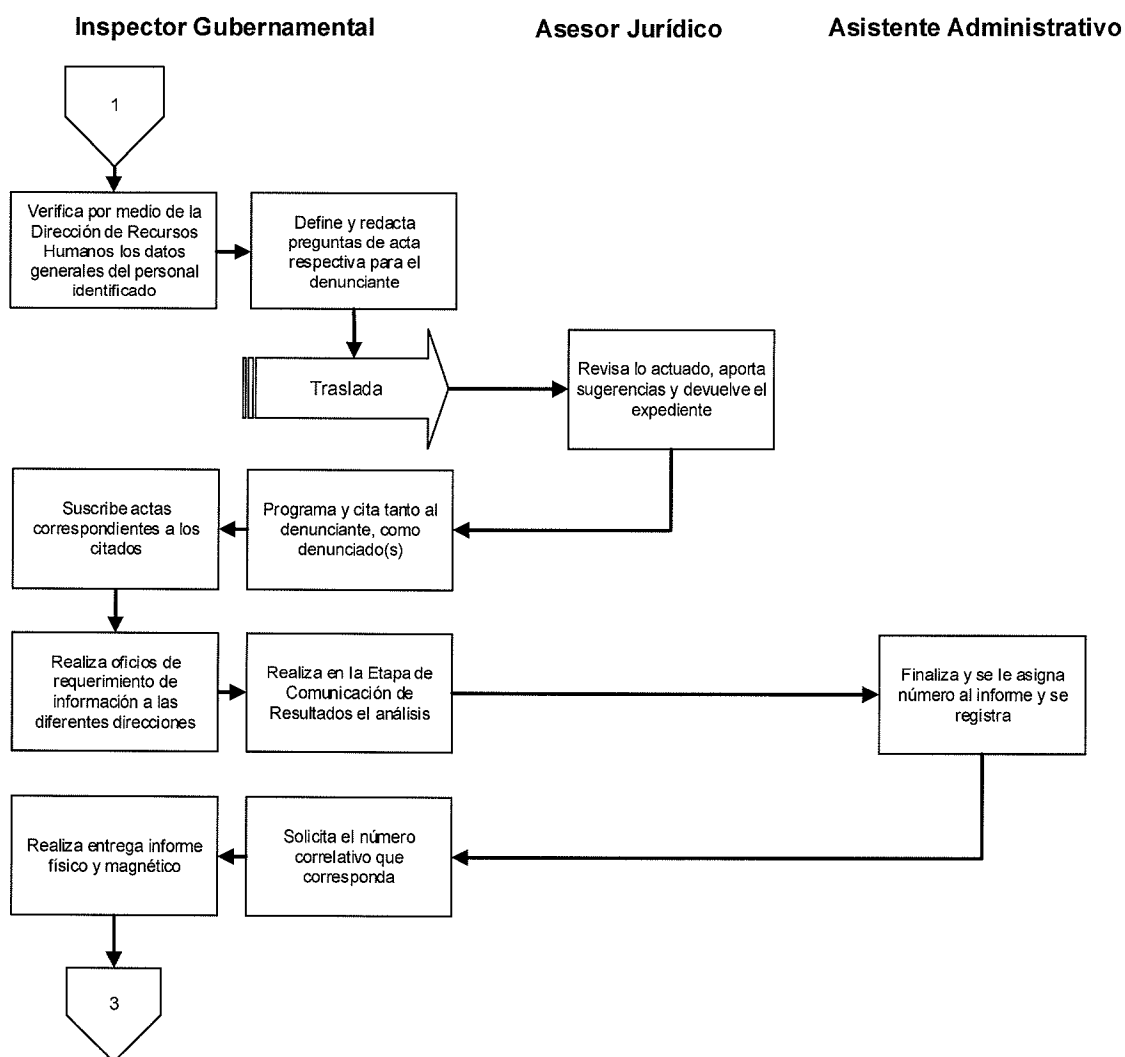 Inspector Gubernamental
Asesor Jurídico
Asistente Administrativo
1
Verifica por medio de la
Dirección de Recursos
Humanos los datos
generales del personal
identificado
Define y redacta
preguntas de acta
respectiva para el
denunciante
Traslada
Revisa lo actuado, aporta
sugerencias y devuelve el
expediente
Suscribe actas
correspondientes a los
citados
Programa y cita tanto al
denunciante, como
denunciado(s)
Realiza oficios de
requerimiento de
información a las
diferentes direcciones
Realiza en la Etapa de
Comunicación de
Resultados el análisis
Finaliza y se le asigna
número al informe y se
registra
Realiza entrega informe
físico y magnético
Solicita el número
correlativo que
corresponda
3